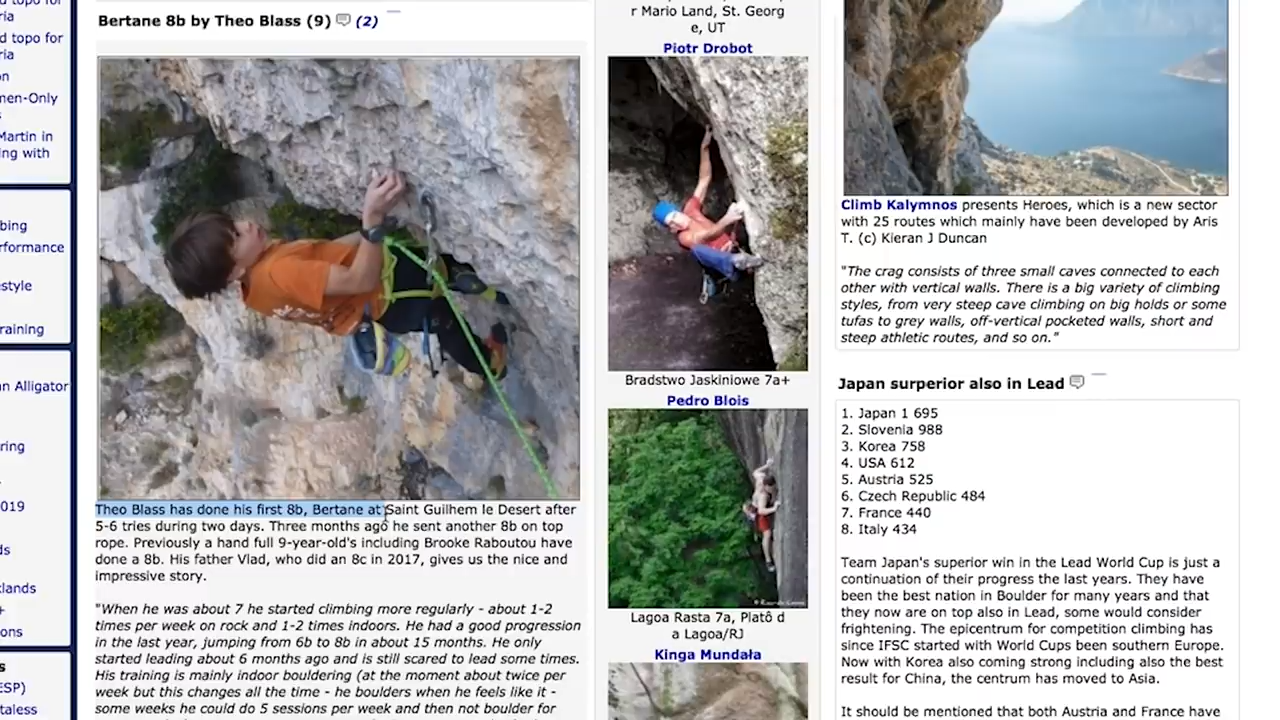 d topo for
ria
d topo for
ria
on
men-Only
s
Martin in
ing with
bing
rformance
estyle
raining
an Alligator
ring
019
ds
klands
+
ons
s
ESP)
taless
Bertane 8b by Theo Blass (9) (2)
Theo Blass has done his first 8b, Bertane at Saint Guilhem le Desert after
5-6 tries during two days. Three months ago he sent another 8b on top
rope. Previously a hand full 9-year-old's including Brooke Raboutou have
done a 8b. His father Vlad, who did an 8c in 2017, gives us the nice and
impressive story.
"When he was about 7 he started climbing more regularly - about 1-2
times per week on rock and 1-2 times indoors. He had a good progression
in the last year, jumping from 6b to 8b in about 15 months. He only
started leading about 6 months ago and is still scared to lead some times.
His training is mainly indoor bouldering (at the moment about twice per
week but this changes all the time - he boulders when he feels like it -
some weeks he could do 5 sessions per week and then not boulder for
r Mario Land, St. Georg
e, UT
Piotr Drobot
Bradstwo Jaskiniowe 7a+
Pedro Blois
Lagoa Rasta 7a, Platô d
a Lagoa/RJ
Kinga Mundała
Climb Kalymnos presents Heroes, which is a new sector
with 25 routes which mainly have been developed by Aris
T. (c) Kieran J Duncan
"The crag consists of three small caves connected to each
other with vertical walls. There is a big variety of climbing
styles, from very steep cave climbing on big holds or some
tufas to grey walls, off-vertical pocketed walls, short and
steep athletic routes, and so on."
Japan surperior also in Lead
1. Japan 1 695
2. Slovenia 988
3. Korea 758
4. USA 612
5. Austria 525
6. Czech Republic 484
7. France 440
8. Italy 434
Team Japan's superior win in the Lead World Cup is just a
continuation of their progress the last years. They have
been the best nation in Boulder for many years and that
they now are on top also in Lead, some would consider
frightening. The epicentrum for competition climbing has
since IFSC started with World Cups been southern Europe.
Now with Korea also coming strong including also the best
result for China, the centrum has moved to Asia.
It should be mentioned that both Austria and France have